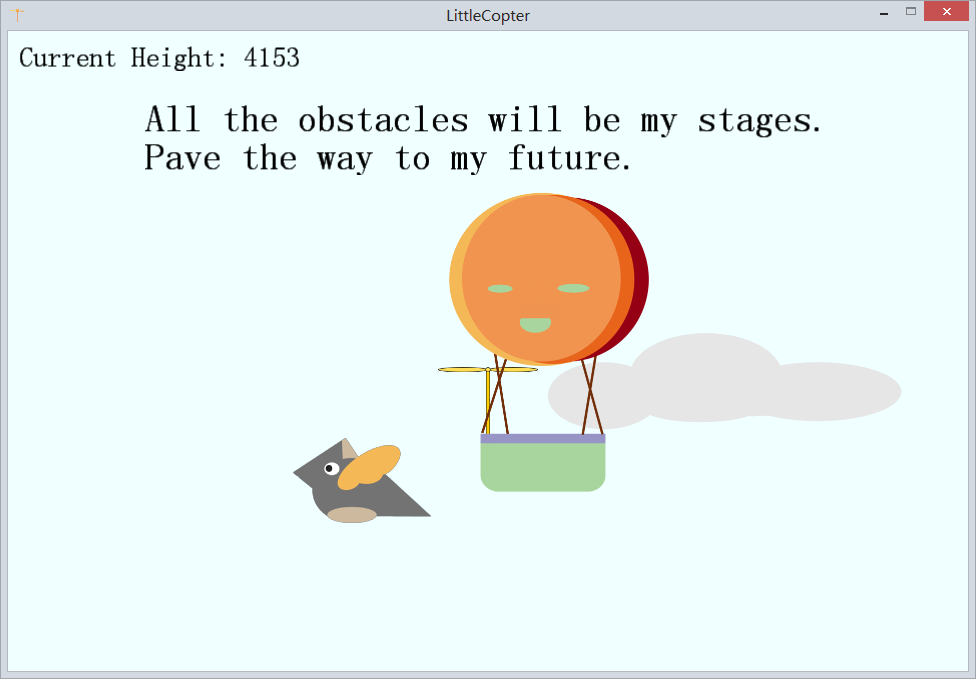 LittleCopter
Current Height: 4153
All the obstacles will be my stages.
Pave the way to my future.